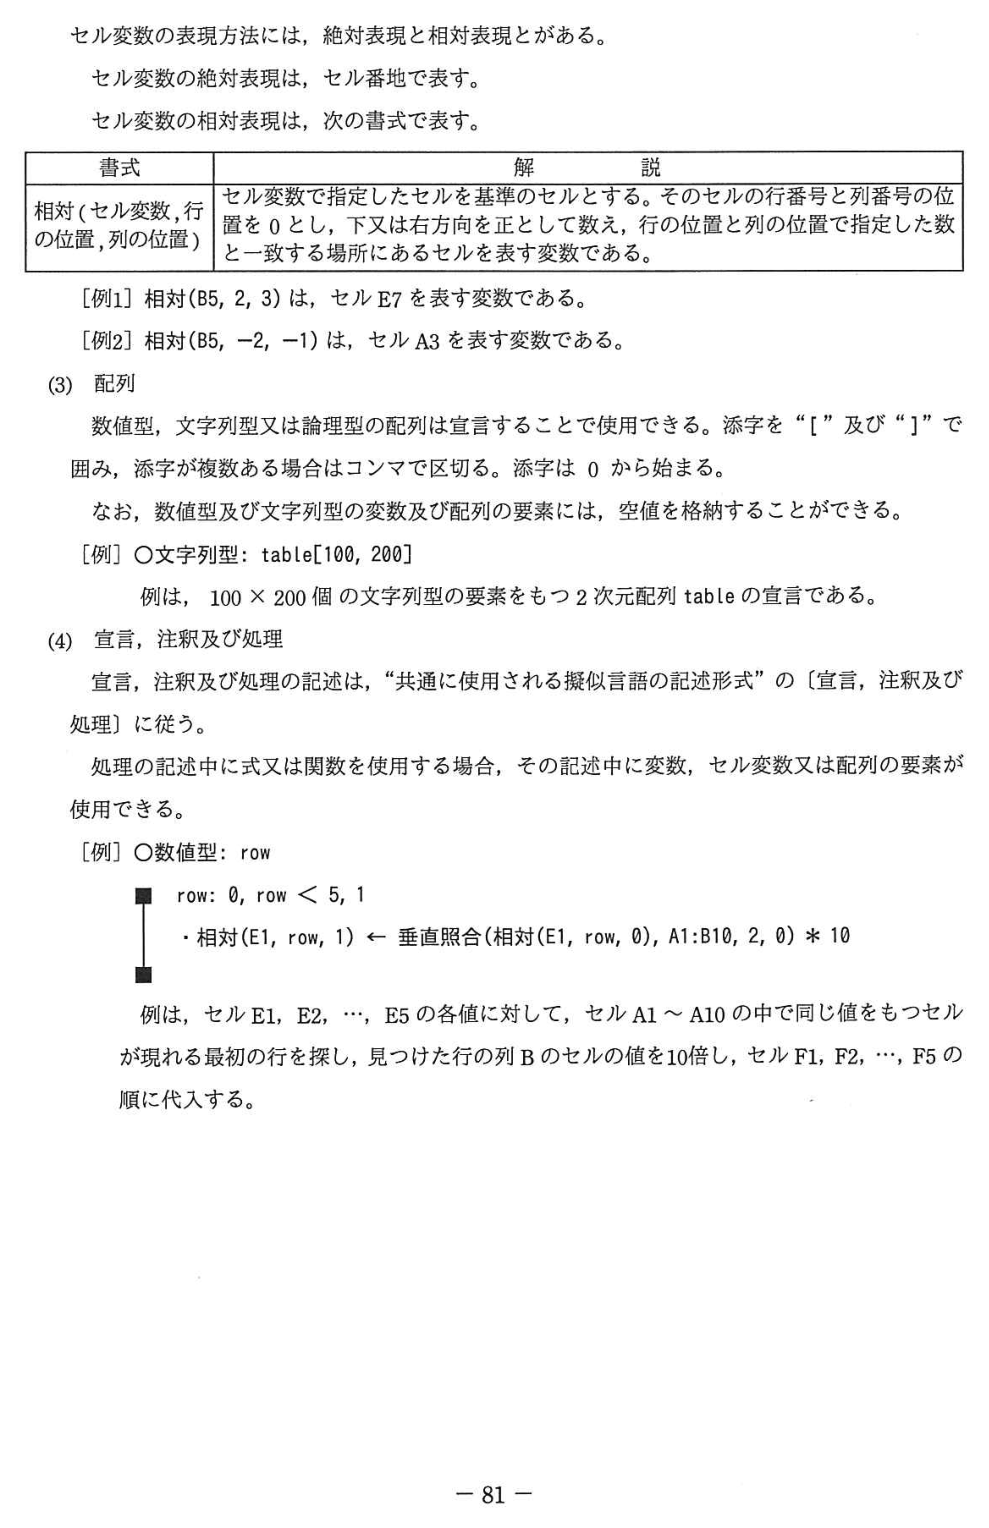 セル変数の表現方法には，絶対表現と相対表現とがある。
セル変数の絶対表現は，セル番地で表す。
セル変数の相対表現は，次の書式で表す。
書式
解 説
相対(セル変数,行
の位置,列の位置)
セル変数で指定したセルを基準のセルとする。そのセルの行番号と列番号の位
置を 0 とし，下又は右方向を正として数え，行の位置と列の位置で指定した数
と一致する場所にあるセルを表す変数である。
［例1］相対(B5, 2, 3) は，セル E7 を表す変数である。
［例2］相対(B5, −2, −1) は，セル A3 を表す変数である。
(3) 配列
数値型，文字列型又は論理型の配列は宣言することで使用できる。添字を“[”及び“]”で
囲み，添字が複数ある場合はコンマで区切る。添字は 0 から始まる。
なお，数値型及び文字列型の変数及び配列の要素には，空値を格納することができる。
［例］○文字列型: table[100, 200]
例は， 100 × 200 個 の文字列型の要素をもつ 2 次元配列 table の宣言である。
(4) 宣言，注釈及び処理
宣言，注釈及び処理の記述は，“共通に使用される擬似言語の記述形式”の〔宣言，注釈及び
処理〕に従う。
処理の記述中に式又は関数を使用する場合，その記述中に変数，セル変数又は配列の要素が
使用できる。
［例］○数値型: row
■ row: 0, row < 5, 1
・相対(E1, row, 1) ← 垂直照合(相対(E1, row, 0), A1:B10, 2, 0) * 10
■
例は，セル E1，E2，…，E5 の各値に対して，セル A1 ～ A10 の中で同じ値をもつセル
が現れる最初の行を探し，見つけた行の列 B のセルの値を10倍し，セル F1，F2，…，F5 の
順に代入する。
— 81 —